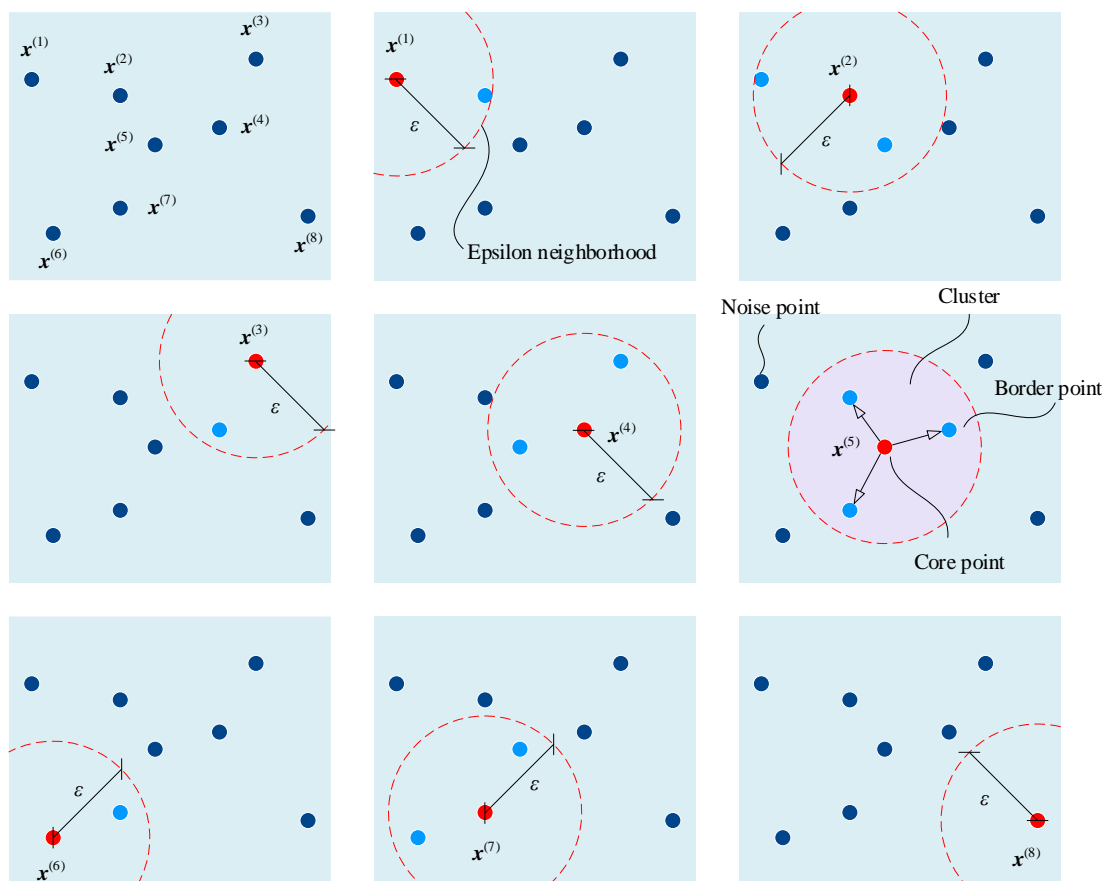 x(1)
x(2)
x(3)
x(4)
x(5)
x(6)
x(7)
x(8)
x(1)
ε
Epsilon neighborhood
x(2)
ε
x(3)
ε
x(4)
ε
Noise point
Cluster
Border point
x(5)
Core point
x(6)
ε
x(7)
ε
x(8)
ε